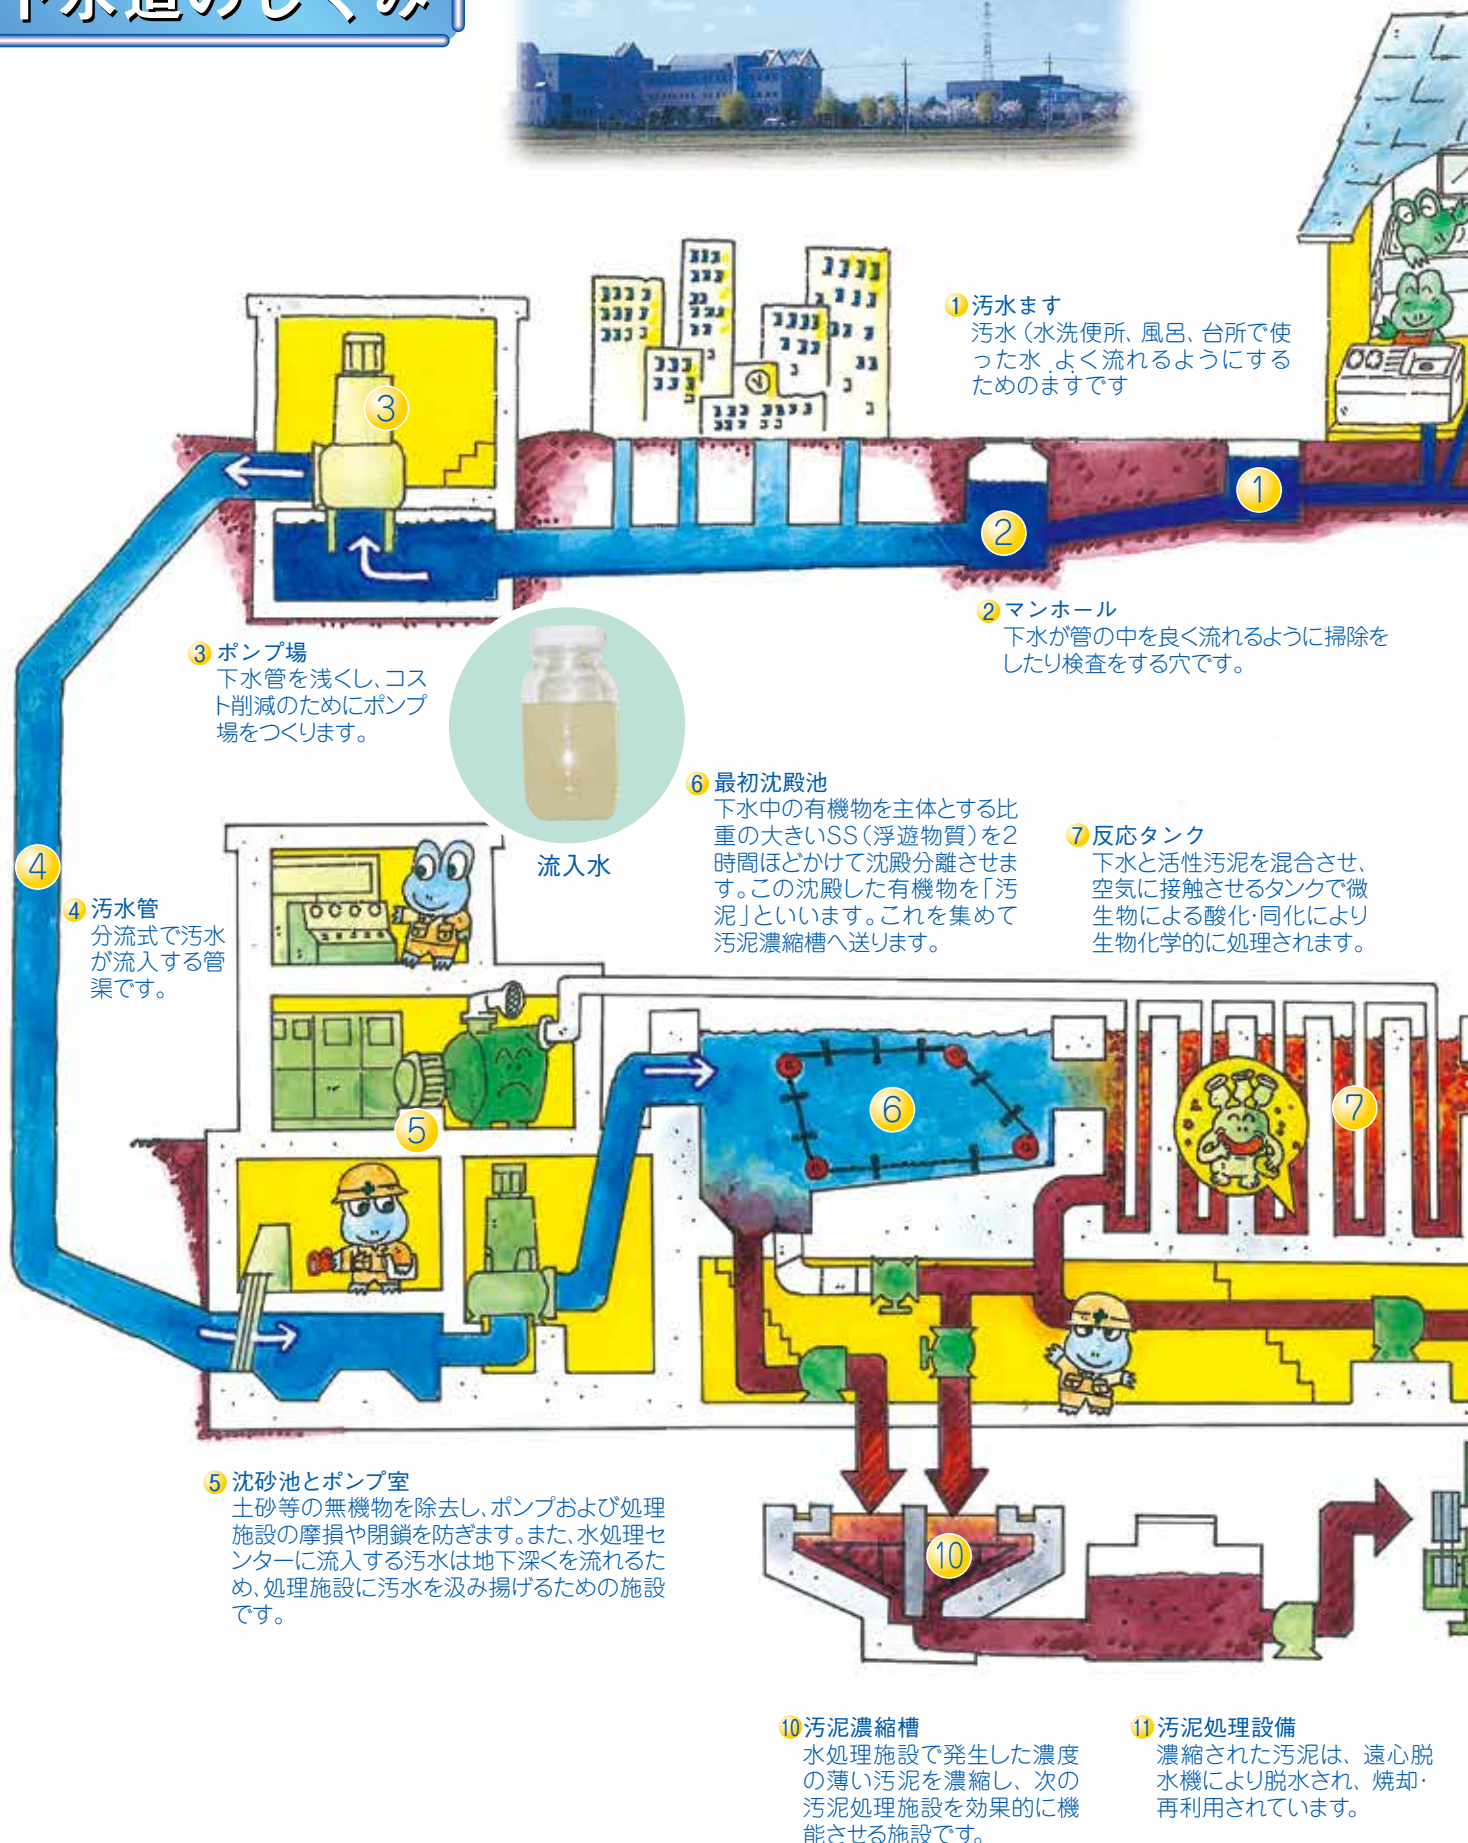 下水道のしくみ
1 汚水ます
汚水（水洗便所、風呂、台所で使
った水 よく流れるようにする
ためのますです
3
1
2
2 マンホール
下水が管の中を良く流れるように掃除を
したり検査をする穴です。
3 ポンプ場
下水管を浅くし、コス
ト削減のためにポンプ
場をつくります。
流入水
4
4 汚水管
分流式で汚水
が流入する管
渠です。
6 最初沈殿池
下水中の有機物を主体とする比
重の大きいSS（浮遊物質）を2
時間ほどかけて沈殿分離させま
す。この沈殿した有機物を「汚
泥」といいます。これを集めて
汚泥濃縮槽へ送ります。
7 反応タンク
下水と活性汚泥を混合させ、
空気に接触させるタンクで微
生物による酸化・同化により
生物化学的に処理されます。
5
6
7
5 沈砂池とポンプ室
土砂等の無機物を除去し、ポンプおよび処理
施設の摩損や閉鎖を防ぎます。また、水処理セ
ンターに流入する汚水は地下深くを流れるた
め、処理施設に汚水を汲み揚げるための施設
です。
10
10 汚泥濃縮槽
水処理施設で発生した濃度
の薄い汚泥を濃縮し、次の
汚泥処理施設を効果的に機
能させる施設です。
11 汚泥処理設備
濃縮された汚泥は、遠心脱
水機により脱水され、焼却・
再利用されています。